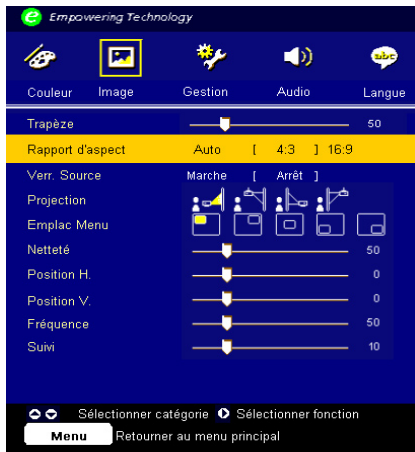 e Empowering Technology
abc
Couleur Image Gestion Audio Langue
Trapèze 50
Rapport d'aspect Auto [ 4:3 ] 16:9
Verr. Source Marche [ Arrêt ]
Projection
Emplac Menu
Netteté 50
Position H. 0
Position V. 0
Fréquence 50
Suivi 10
Sélectionner catégorie Sélectionner fonction
Menu Retourner au menu principal